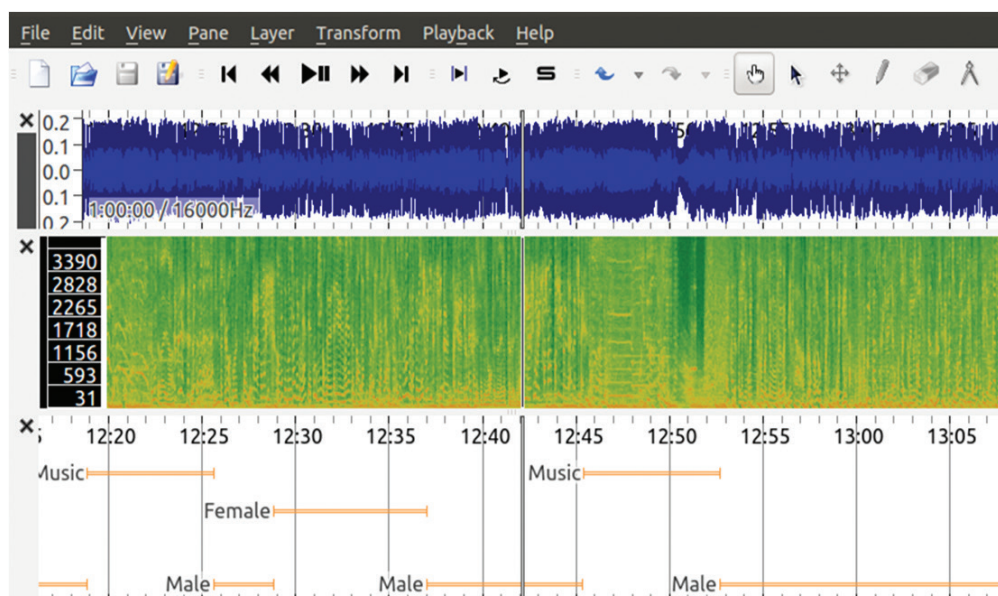 File Edit View Pane Layer Transform Playback Help
0.2
0.1
0.0
0.1
0.2
1:00:00 / 16000Hz
3390
2828
2265
1718
1156
593
31
12:20 12:25 12:30 12:35 12:40 12:45 12:50 12:55 13:00 13:05
Music Music
Female
Male Male Male